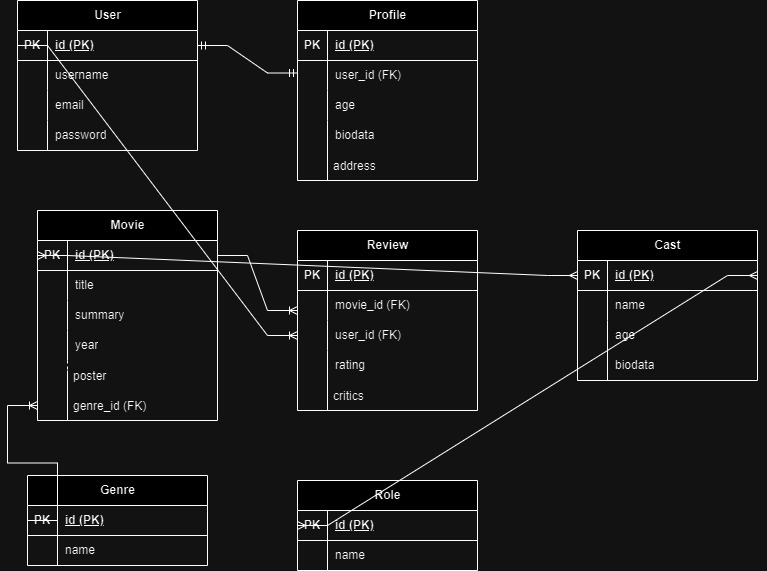 User
PK id (PK)
username
email
password
Profile
PK id (PK)
user_id (FK)
age
biodata
address
Movie
PK id (PK)
title
summary
year
poster
genre_id (FK)
Review
PK id (PK)
movie_id (FK)
user_id (FK)
rating
critics
Cast
PK id (PK)
name
age
biodata
Genre
PK id (PK)
name
Role
PK id (PK)
name